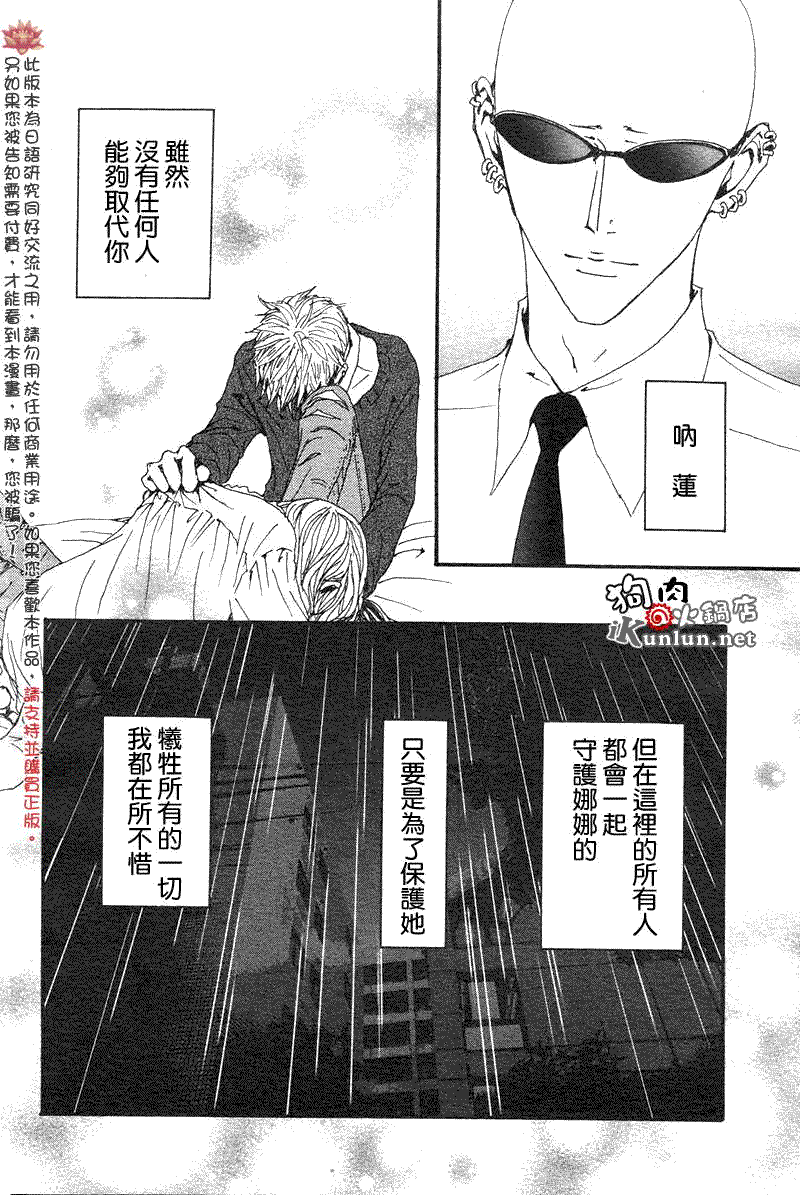 吶
蓮
雖然
沒有任何人
能夠取代你
但在這裡的所有人
都會一起
守護娜娜的
只要是為了保護她
犧牲所有的一切
我都在所不惜
狗肉火鍋店
iKunlun.net
此版本為日語研究同好交流之用，請勿用於任何商業用途。如果您喜歡本作品，請支持並購買正版。
另如果您被告知需要付費，才能看到本漫畫，那麼，您被騙了！